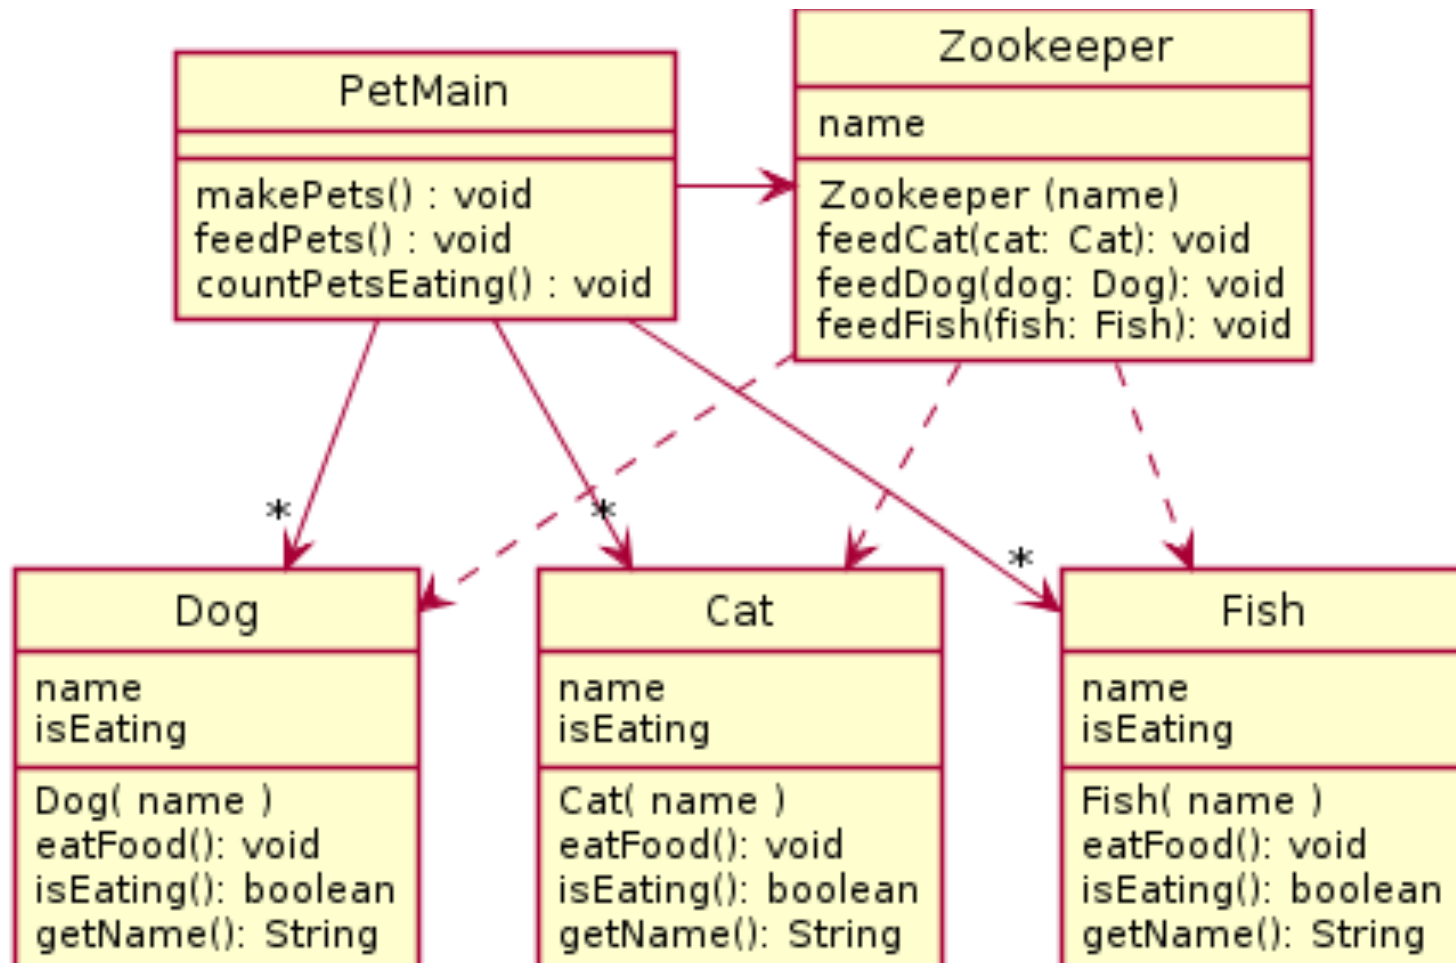 PetMain
makePets() : void
feedPets() : void
countPetsEating() : void
Zookeeper
name
Zookeeper (name)
feedCat(cat: Cat): void
feedDog(dog: Dog): void
feedFish(fish: Fish): void
*
*
*
Dog
name
isEating
Dog( name )
eatFood(): void
isEating(): boolean
getName(): String
Cat
name
isEating
Cat( name )
eatFood(): void
isEating(): boolean
getName(): String
Fish
name
isEating
Fish( name )
eatFood(): void
isEating(): boolean
getName(): String